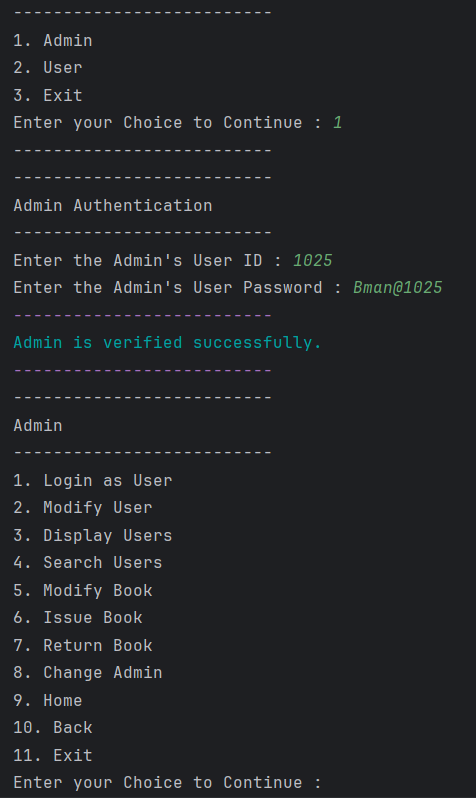 --------------------------
1. Admin
2. User
3. Exit
Enter your Choice to Continue : 1
--------------------------
--------------------------
Admin Authentication
--------------------------
Enter the Admin's User ID : 1025
Enter the Admin's User Password : Bman@1025
--------------------------
Admin is verified successfully.
--------------------------
--------------------------
Admin
--------------------------
1. Login as User
2. Modify User
3. Display Users
4. Search Users
5. Modify Book
6. Issue Book
7. Return Book
8. Change Admin
9. Home
10. Back
11. Exit
Enter your Choice to Continue :